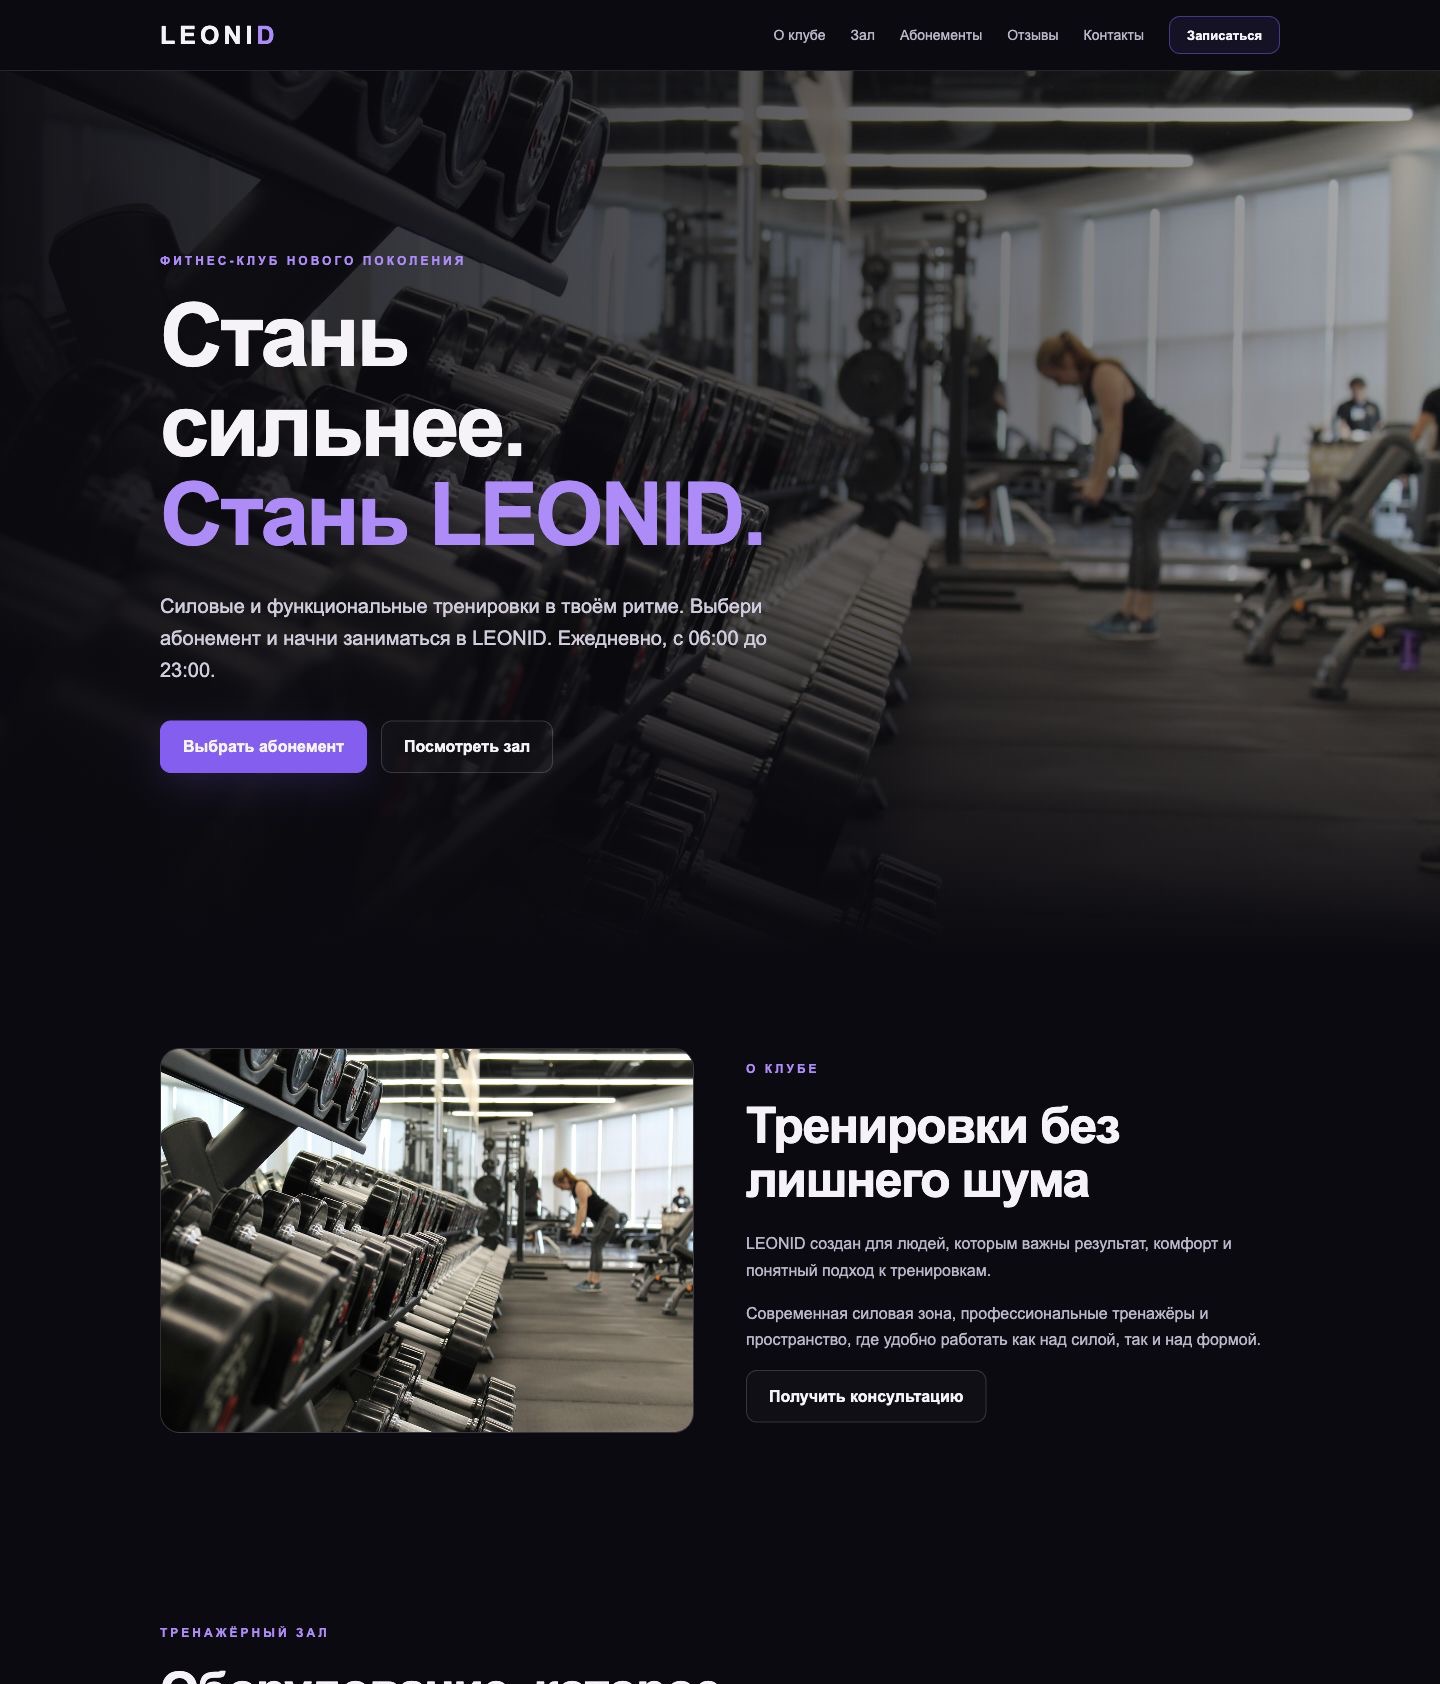 LEONID
О клубе
Зал
Абонементы
Отзывы
Контакты
Записаться
ФИТНЕС-КЛУБ НОВОГО ПОКОЛЕНИЯ
Стань
сильнее.
Стань LEONID.
Силовые и функциональные тренировки в твоём ритме. Выбери
абонемент и начни заниматься в LEONID. Ежедневно, с 06:00 до
23:00.
Выбрать абонемент
Посмотреть зал
О КЛУБЕ
Тренировки без
лишнего шума
LEONID создан для людей, которым важны результат, комфорт и
понятный подход к тренировкам.
Современная силовая зона, профессиональные тренажёры и
пространство, где удобно работать как над силой, так и над формой.
Получить консультацию
ТРЕНАЖЁРНЫЙ ЗАЛ
Оборудование, которое